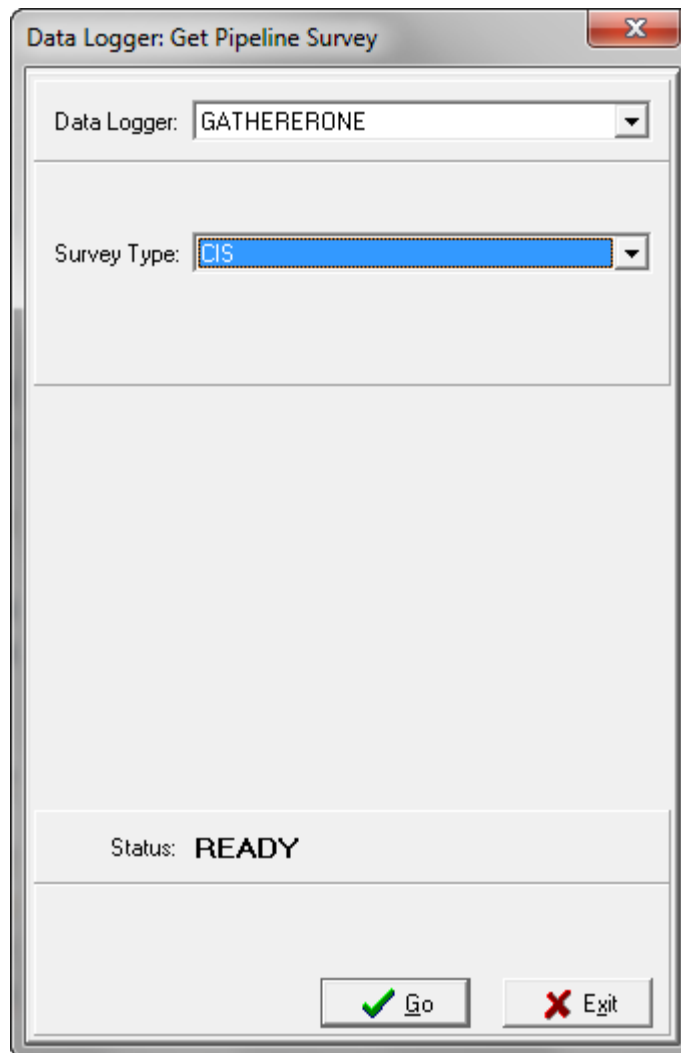 Data Logger: Get Pipeline Survey
Data Logger: GATHERERONE
Survey Type: CIS
Status: READY
Go Exit